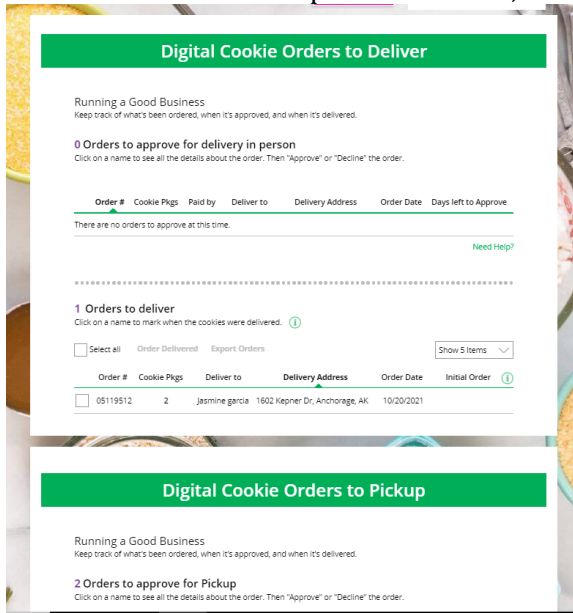 Digital Cookie Orders to Deliver
Running a Good Business
Keep track of what's been ordered, when it's approved, and when it's delivered.
0 Orders to approve for delivery in person
Click on a name to see all the details about the order. Then "Approve" or "Decline" the order.
Order # Cookie Pkgs Paid by Deliver to Delivery Address Order Date Days left to Approve
There are no orders to approve at this time.
Need Help?
1 Orders to deliver
Click on a name to mark when the cookies were delivered. i
Select all Order Delivered Export Orders Show 5 Items
Order # Cookie Pkgs Deliver to Delivery Address Order Date Initial Order i
05119512 2 Jasmine garcia 1602 Kepner Dr, Anchorage, AK 10/20/2021
Digital Cookie Orders to Pickup
Running a Good Business
Keep track of what's been ordered, when it's approved, and when it's delivered.
2 Orders to approve for Pickup
Click on a name to see all the details about the order. Then "Approve" or "Decline" the order.